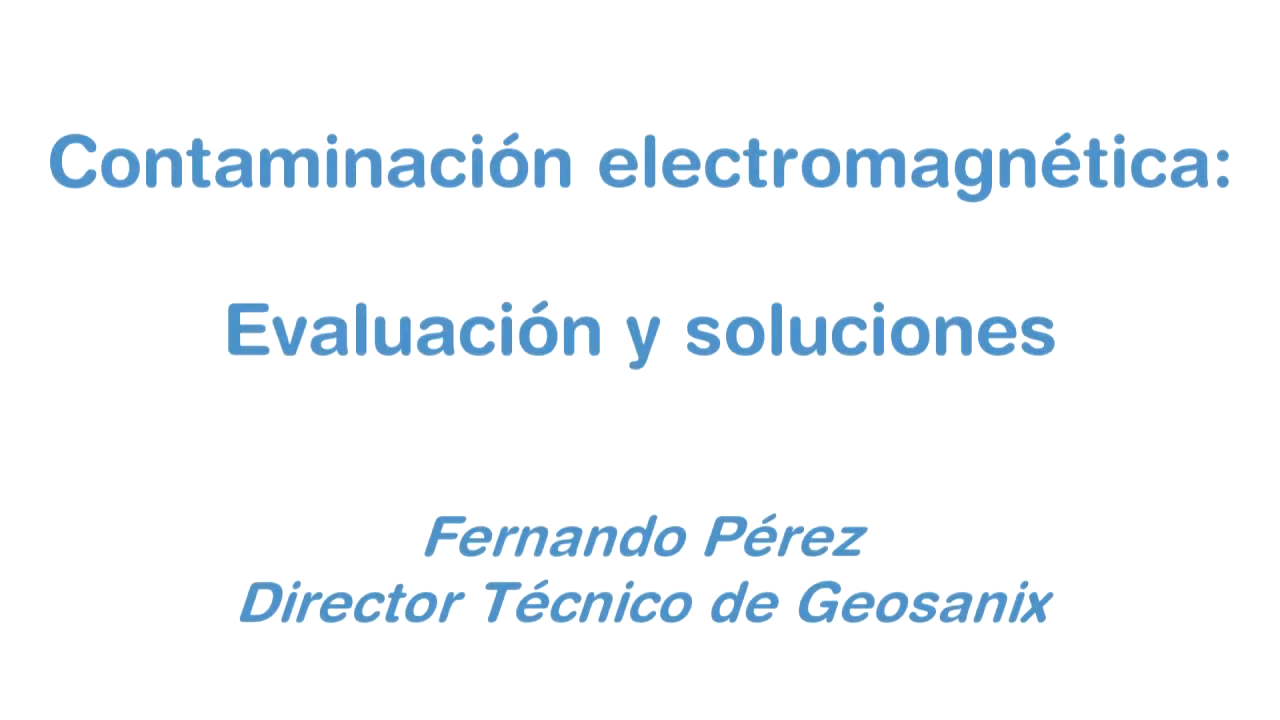 Contaminación electromagnética:
Evaluación y soluciones
Fernando Pérez
Director Técnico de Geosanix